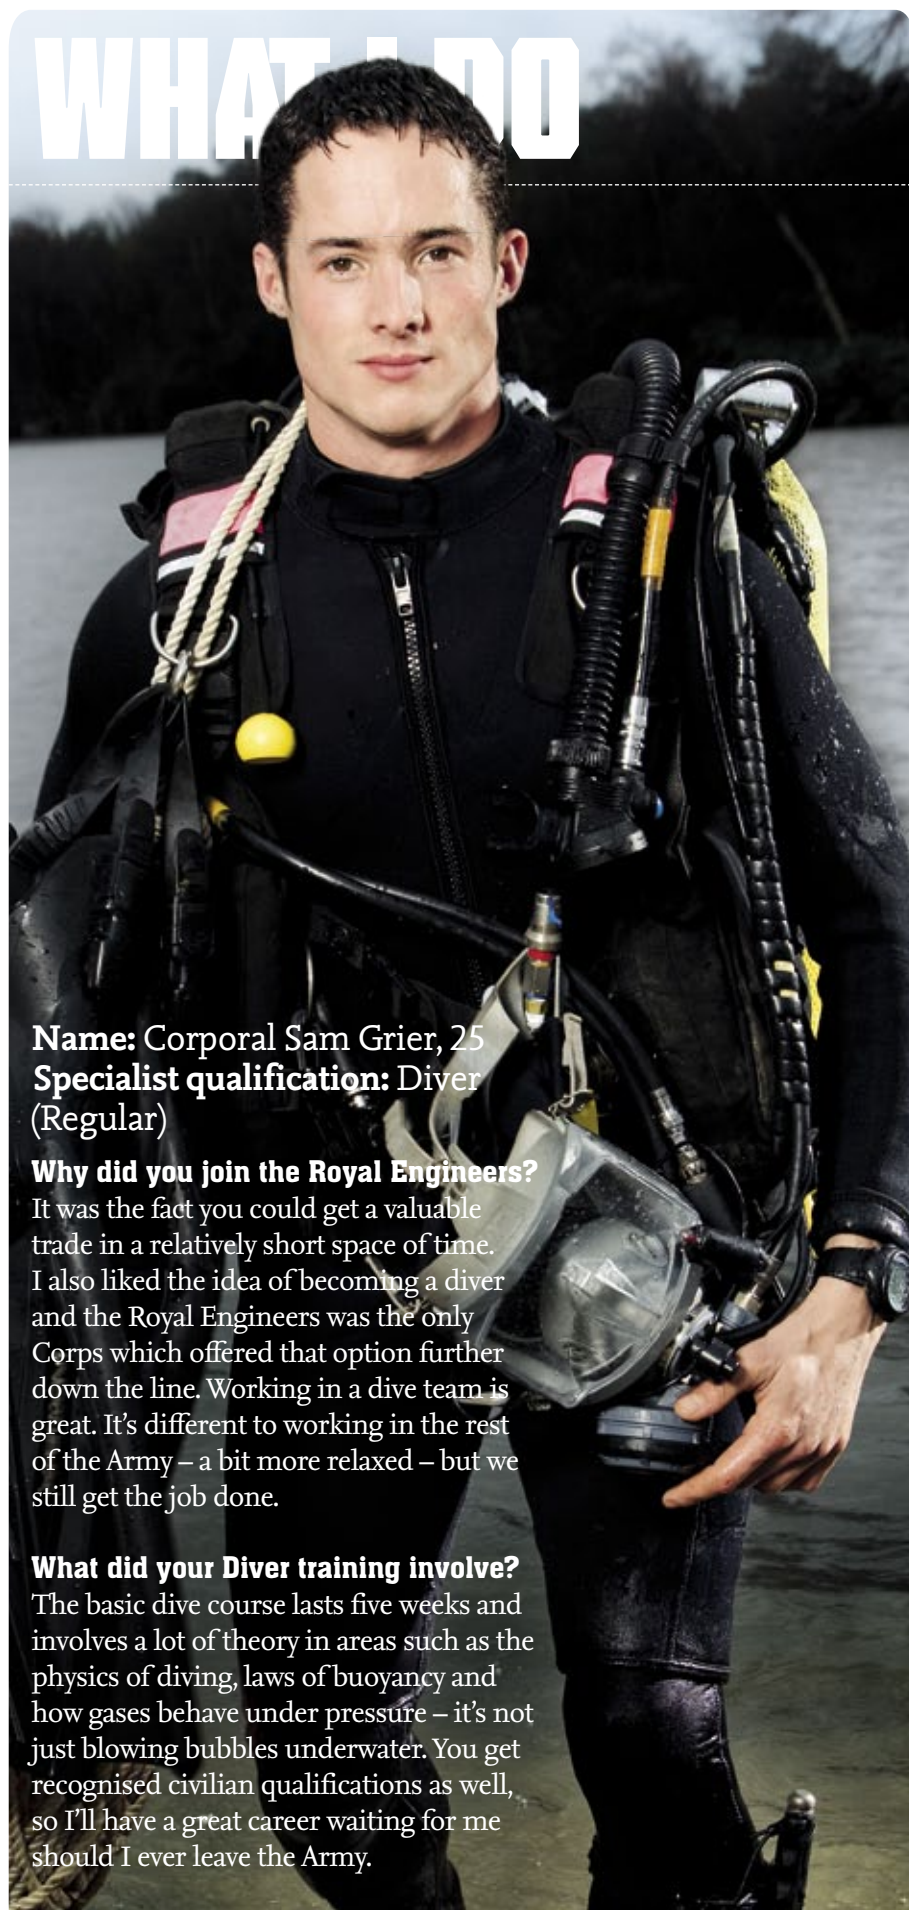 WHAT I DO
Name: Corporal Sam Grier, 25
Specialist qualification: Diver
(Regular)
Why did you join the Royal Engineers?
It was the fact you could get a valuable
trade in a relatively short space of time.
I also liked the idea of becoming a diver
and the Royal Engineers was the only
Corps which offered that option further
down the line. Working in a dive team is
great. It’s different to working in the rest
of the Army – a bit more relaxed – but we
still get the job done.
What did your Diver training involve?
The basic dive course lasts five weeks and
involves a lot of theory in areas such as the
physics of diving, laws of buoyancy and
how gases behave under pressure – it’s not
just blowing bubbles underwater. You get
recognised civilian qualifications as well,
so I’ll have a great career waiting for me
should I ever leave the Army.